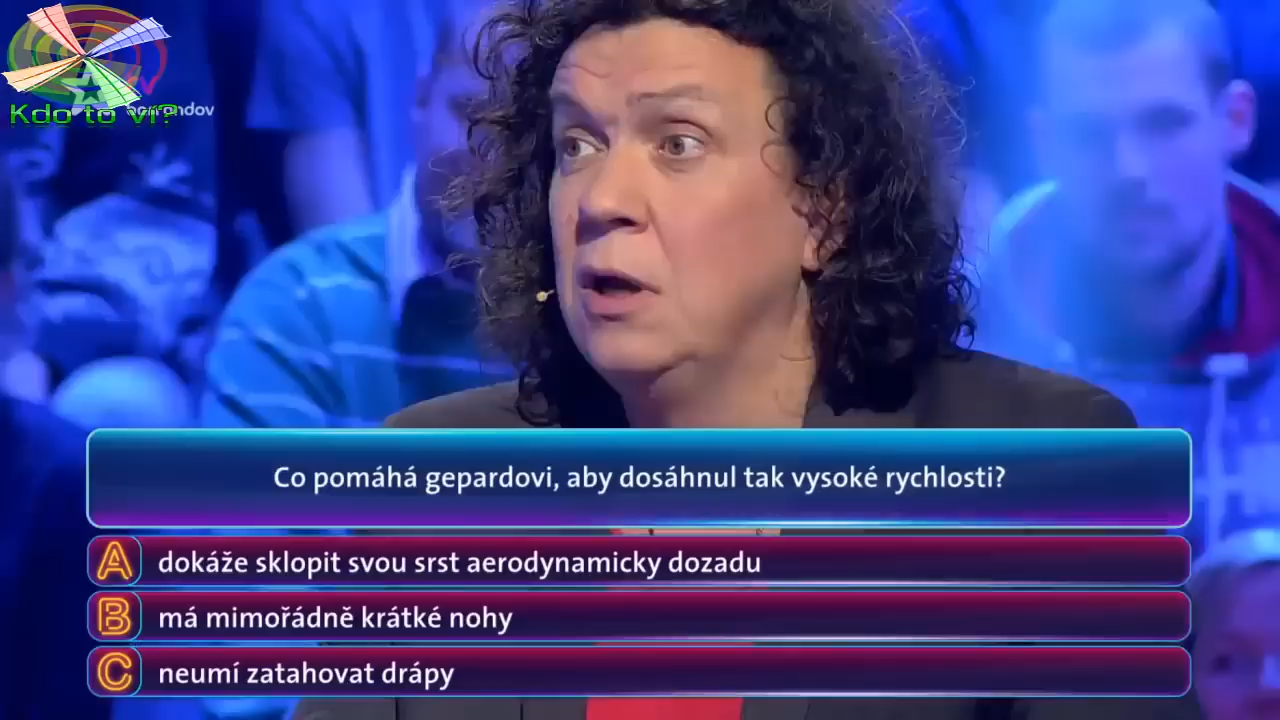 Kdo to ví?
Co pomáhá gepardovi, aby dosáhnul tak vysoké rychlosti?
A dokáže sklopit svou srst aerodynamicky dozadu
B má mimořádně krátké nohy
C neumí zatahovat drápy